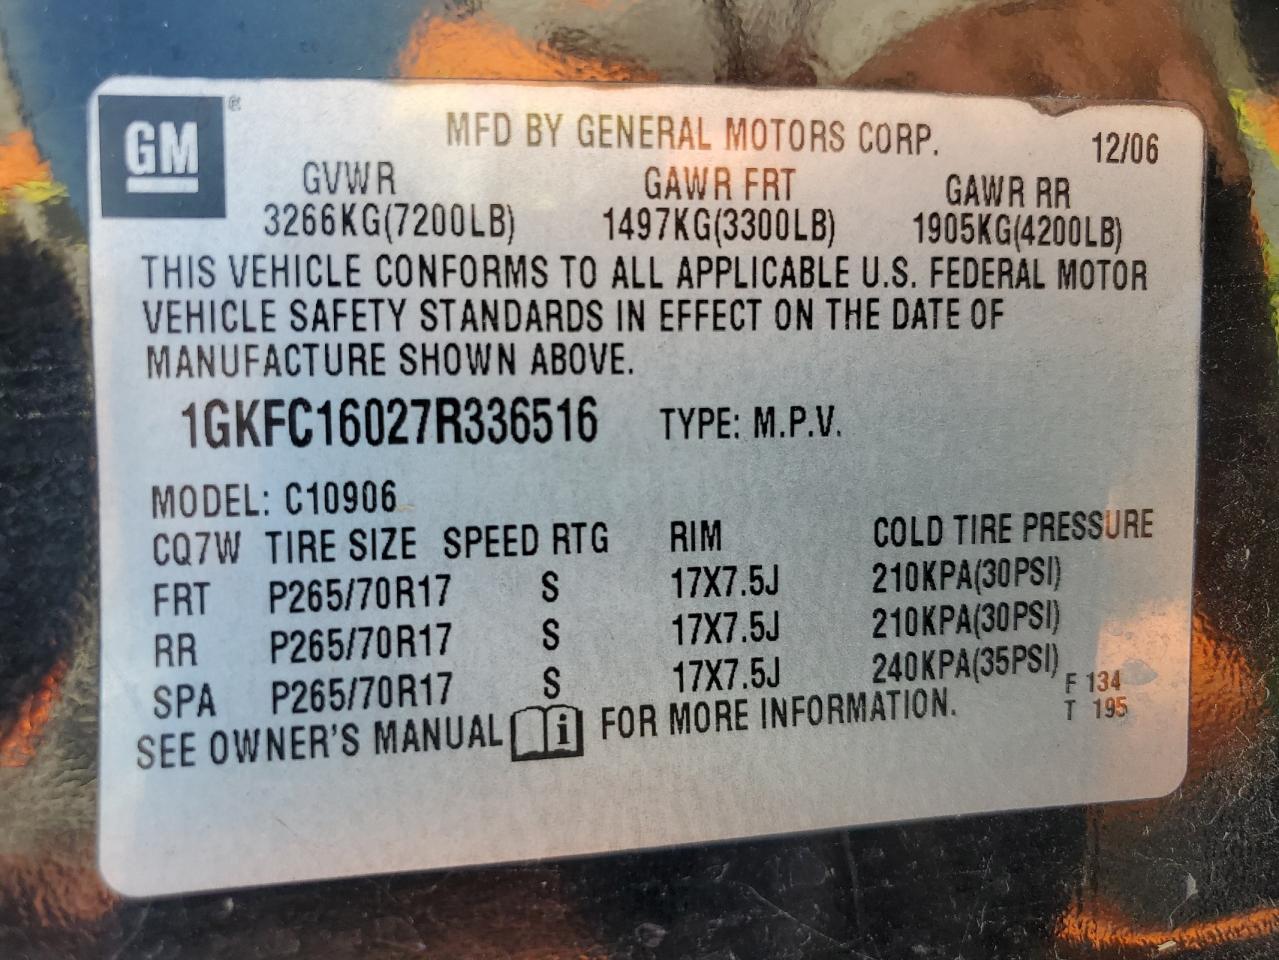 GM®
MFD BY GENERAL MOTORS CORP. 12/06
GVWR GAWR FRT GAWR RR
3266KG(7200LB) 1497KG(3300LB) 1905KG(4200LB)
THIS VEHICLE CONFORMS TO ALL APPLICABLE U.S. FEDERAL MOTOR
VEHICLE SAFETY STANDARDS IN EFFECT ON THE DATE OF
MANUFACTURE SHOWN ABOVE.
1GKFC16027R336516 TYPE: M.P.V.
MODEL: C10906
CQ7W TIRE SIZE SPEED RTG RIM COLD TIRE PRESSURE
FRT P265/70R17 S 17X7.5J 210KPA(30PSI)
RR P265/70R17 S 17X7.5J 210KPA(30PSI)
SPA P265/70R17 S 17X7.5J 240KPA(35PSI)
SEE OWNER'S MANUAL i FOR MORE INFORMATION.
F 134
T 195